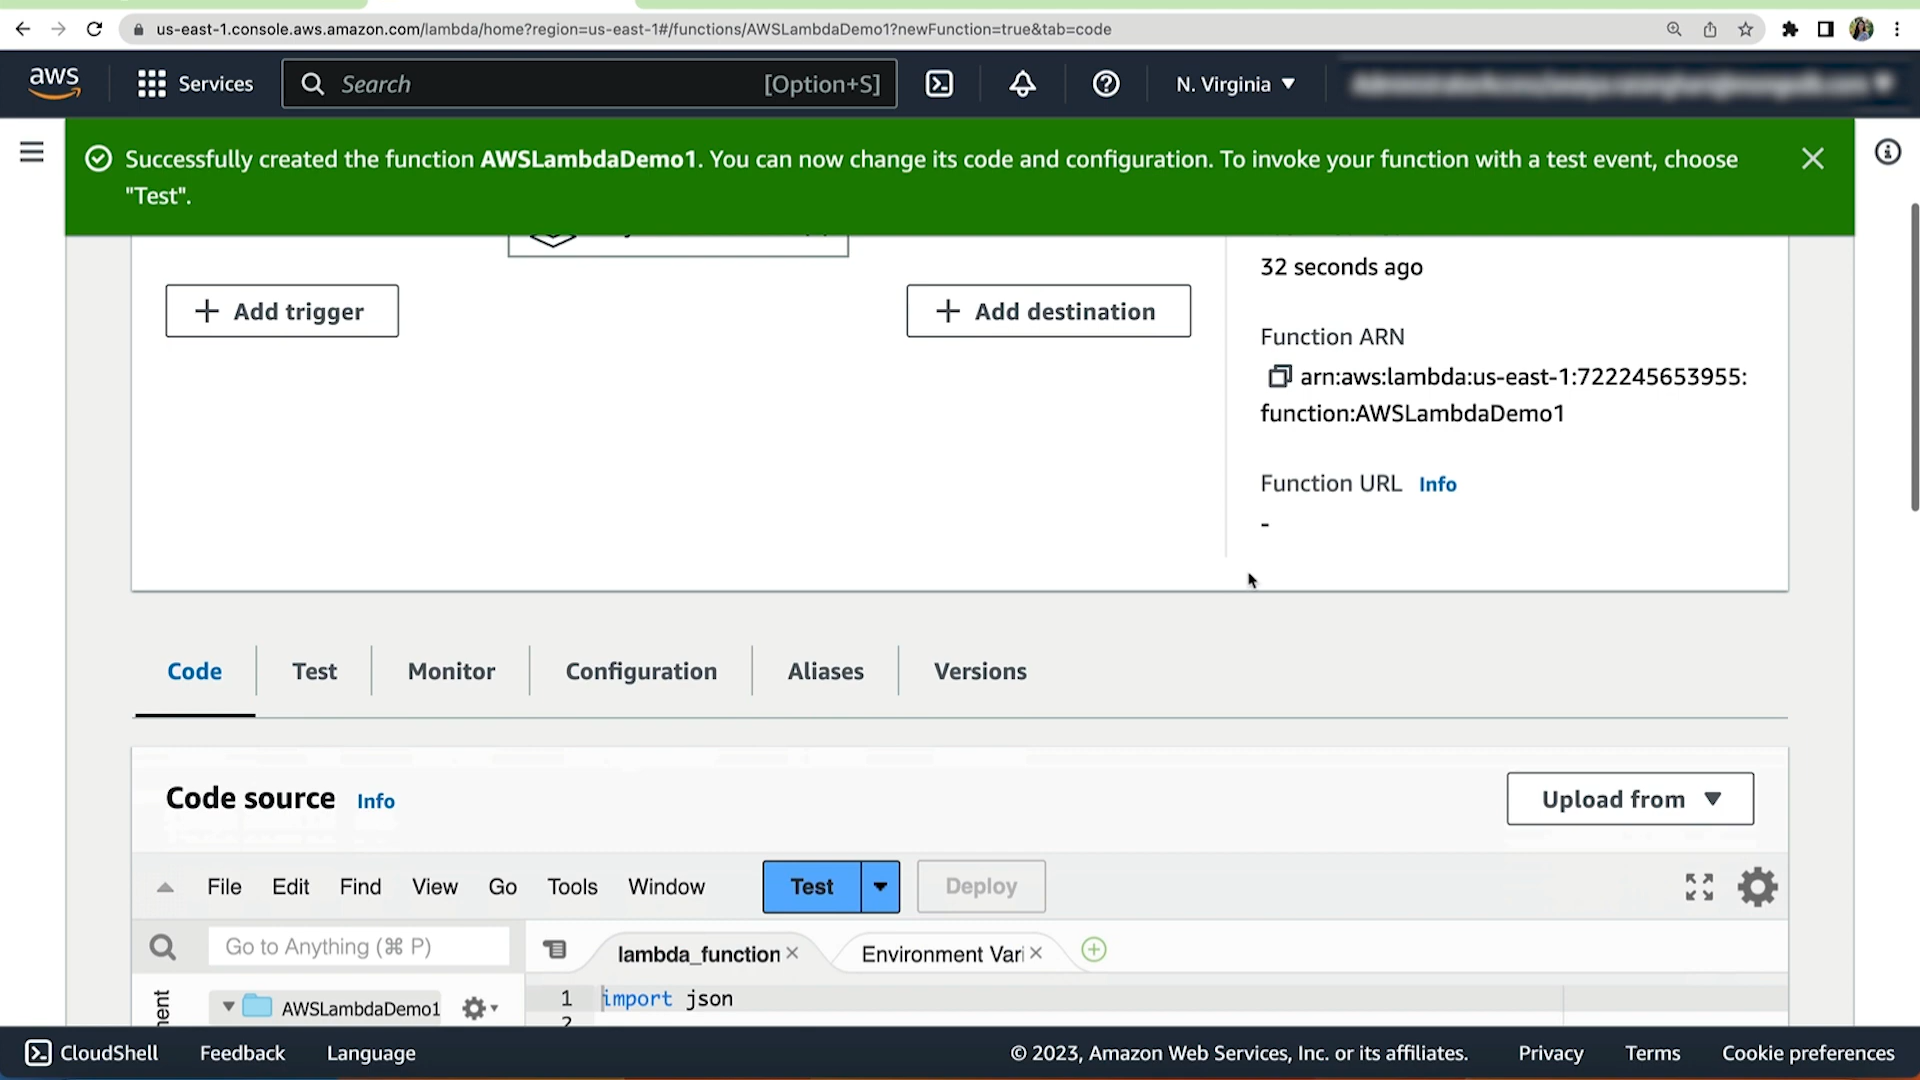 us-east-1.console.aws.amazon.com/lambda/home?region=us-east-1#/functions/AWSLambdaDemo1?newFunction=true&tab=code
aws
Services
Search
[Option+S]
N. Virginia
Successfully created the function AWSLambdaDemo1. You can now change its code and configuration. To invoke your function with a test event, choose
"Test".
32 seconds ago
+ Add trigger
+ Add destination
Function ARN
arn:aws:lambda:us-east-1:722245653955:
function:AWSLambdaDemo1
Function URL Info
-
Code
Test
Monitor
Configuration
Aliases
Versions
Code source Info
Upload from
File Edit Find View Go Tools Window
Test
Deploy
Go to Anything (⌘ P)
lambda_function
Environment Vari
AWSLambdaDemo1
1 import json
2
CloudShell Feedback Language
© 2023, Amazon Web Services, Inc. or its affiliates. Privacy Terms Cookie preferences